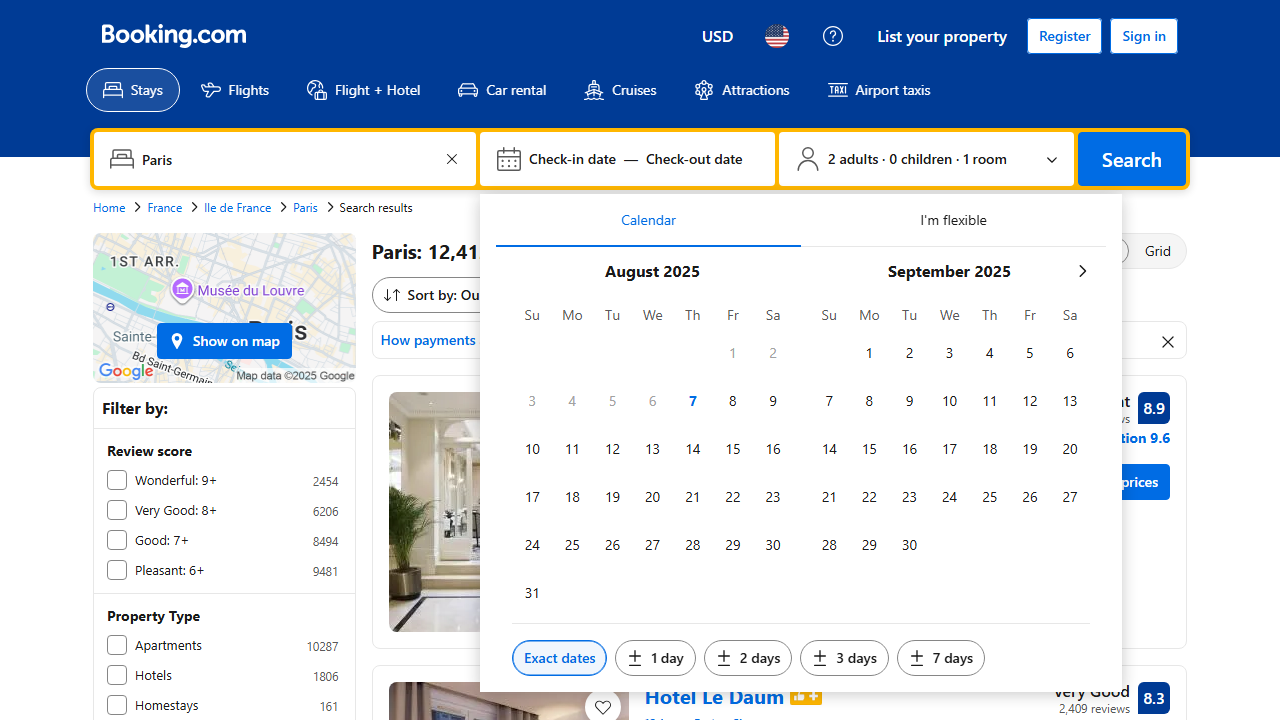 Booking.com
USD
List your property
Register
Sign in
Stays
Flights
Flight + Hotel
Car rental
Cruises
Attractions
Airport taxis
Paris
Check-in date — Check-out date
2 adults · 0 children · 1 room
Search
Home > France > Ile de France > Paris > Search results
Calendar
I'm flexible
August 2025
Su Mo Tu We Th Fr Sa
1 2
3 4 5 6 7 8 9
10 11 12 13 14 15 16
17 18 19 20 21 22 23
24 25 26 27 28 29 30
31
September 2025
Su Mo Tu We Th Fr Sa
1 2 3 4 5 6
7 8 9 10 11 12 13
14 15 16 17 18 19 20
21 22 23 24 25 26 27
28 29 30
Exact dates
± 1 day
± 2 days
± 3 days
± 7 days
1ST ARR.
Musée du Louvre
Sainte-
Paris
Bd Saint-Germain
Show on map
Google
Map data ©2025 Google
Filter by:
Review score
Wonderful: 9+ 2454
Very Good: 8+ 6206
Good: 7+ 8494
Pleasant: 6+ 9481
Property Type
Apartments 10287
Hotels 1806
Homestays 161
Paris: 12,41
Grid
Sort by: Ou
How payments
8.9
9.6
prices
Hotel Le Daum
Very Good
2,409 reviews
8.3